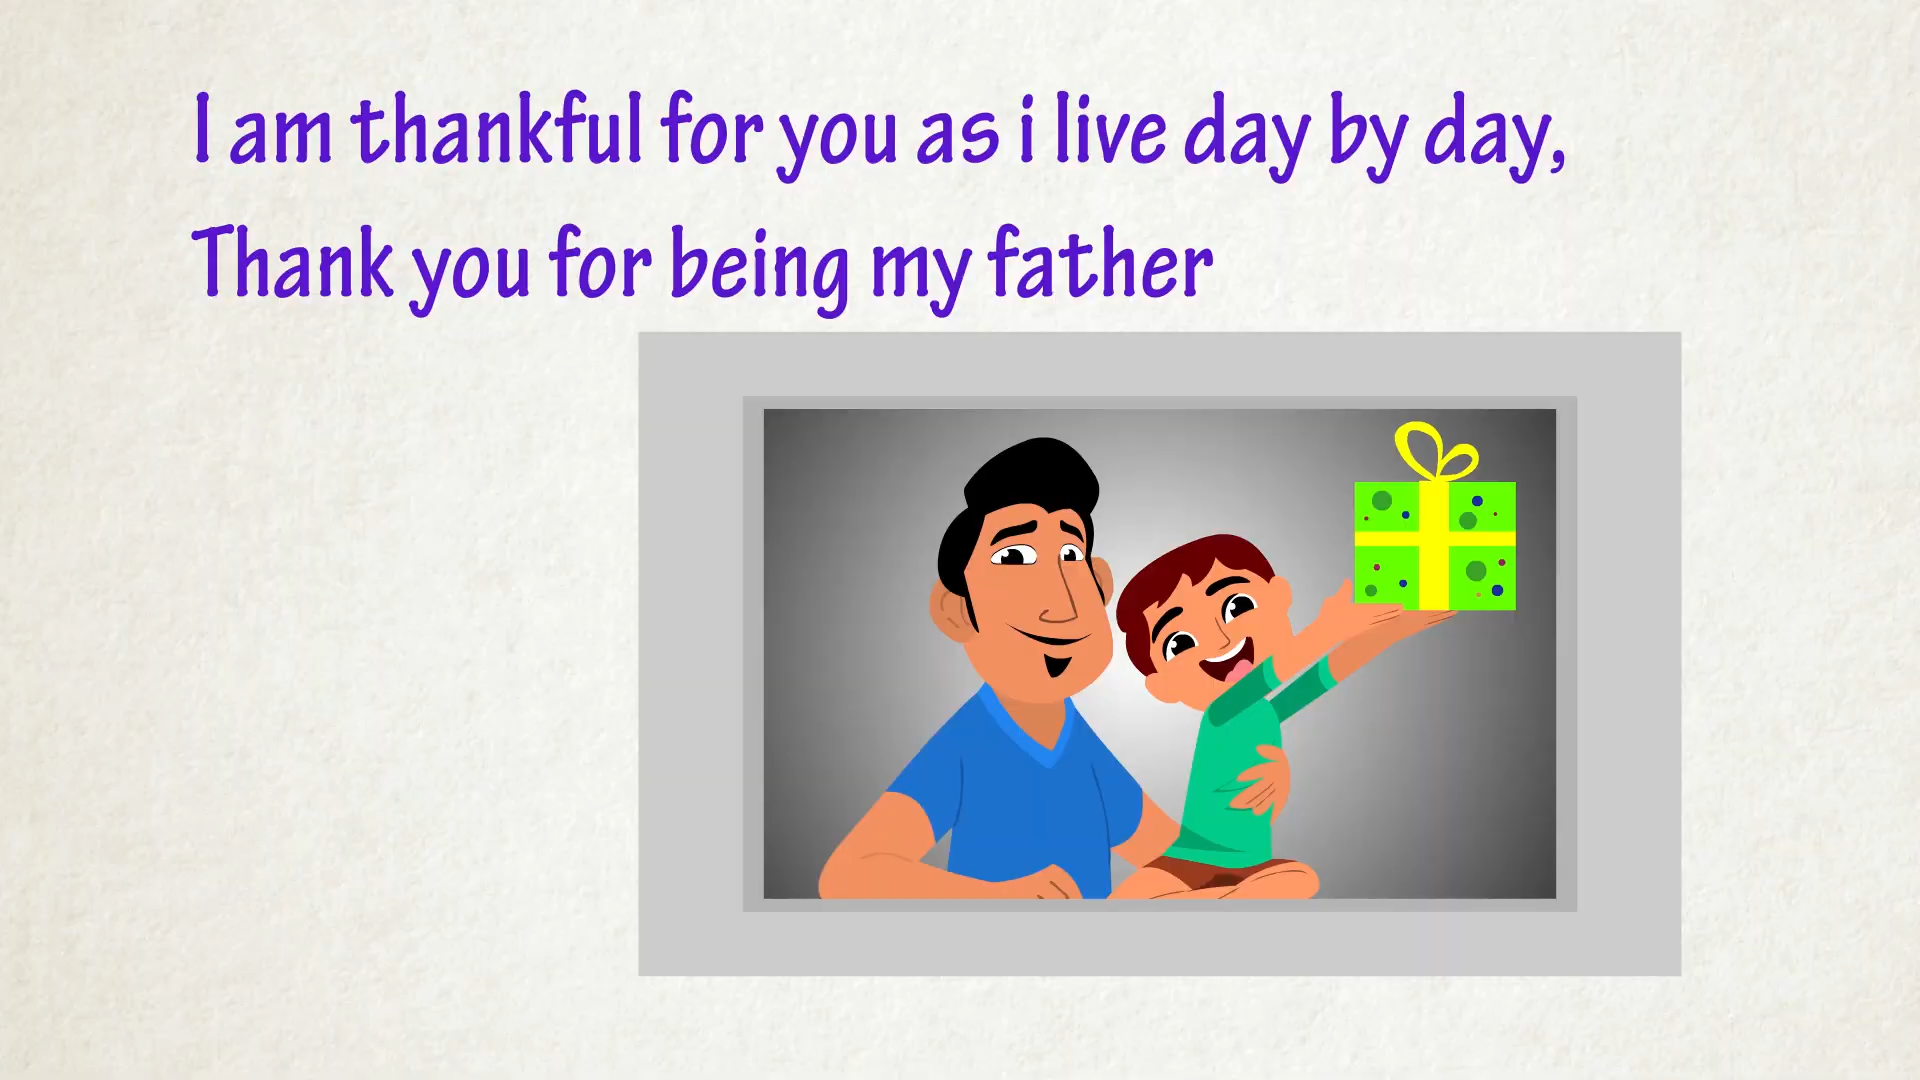 I am thankful for you as i live day by day,
Thank you for being my father